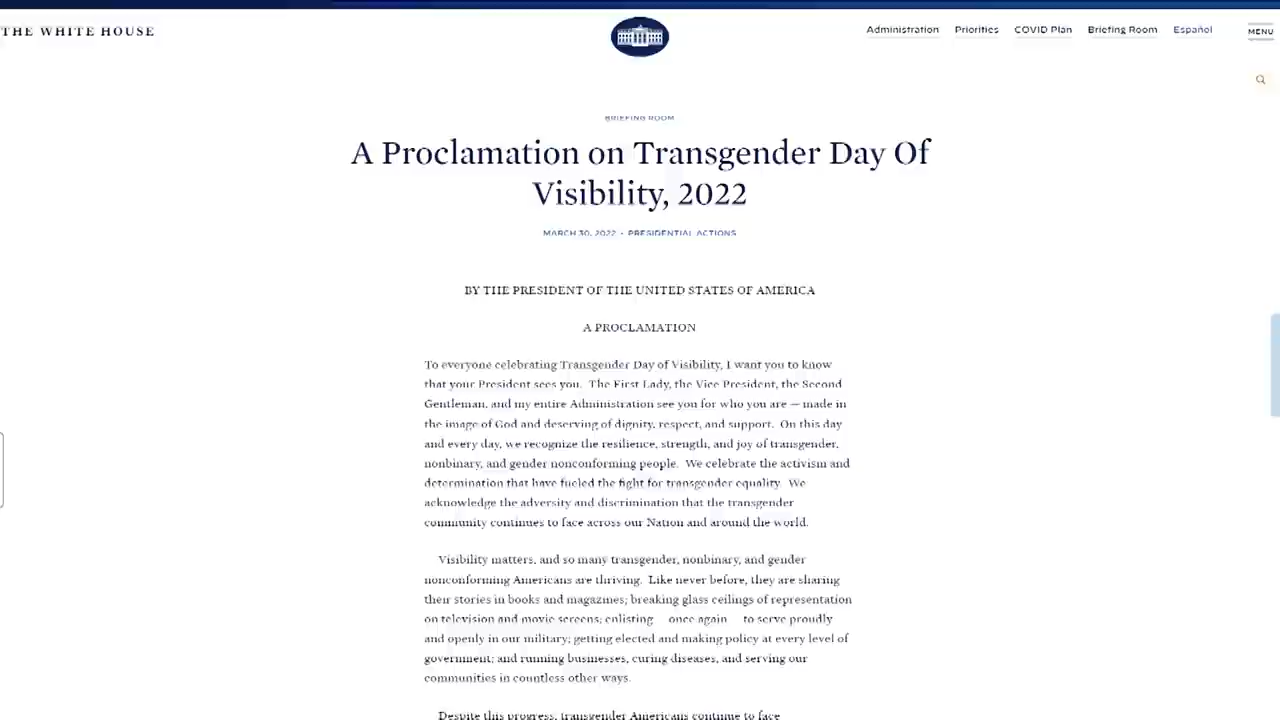 THE WHITE HOUSE
Administration Priorities COVID Plan Briefing Room Español MENU
BRIEFING ROOM
A Proclamation on Transgender Day Of
Visibility, 2022
MARCH 30, 2022 • PRESIDENTIAL ACTIONS
BY THE PRESIDENT OF THE UNITED STATES OF AMERICA
A PROCLAMATION
To everyone celebrating Transgender Day of Visibility, I want you to know
that your President sees you. The First Lady, the Vice President, the Second
Gentleman, and my entire Administration see you for who you are — made in
the image of God and deserving of dignity, respect, and support. On this day
and every day, we recognize the resilience, strength, and joy of transgender,
nonbinary, and gender nonconforming people. We celebrate the activism and
determination that have fueled the fight for transgender equality. We
acknowledge the adversity and discrimination that the transgender
community continues to face across our Nation and around the world.
Visibility matters, and so many transgender, nonbinary, and gender
nonconforming Americans are thriving. Like never before, they are sharing
their stories in books and magazines; breaking glass ceilings of representation
on television and movie screens; enlisting — once again — to serve proudly
and openly in our military; getting elected and making policy at every level of
government; and running businesses, curing diseases, and serving our
communities in countless other ways.
Despite this progress, transgender Americans continue to face